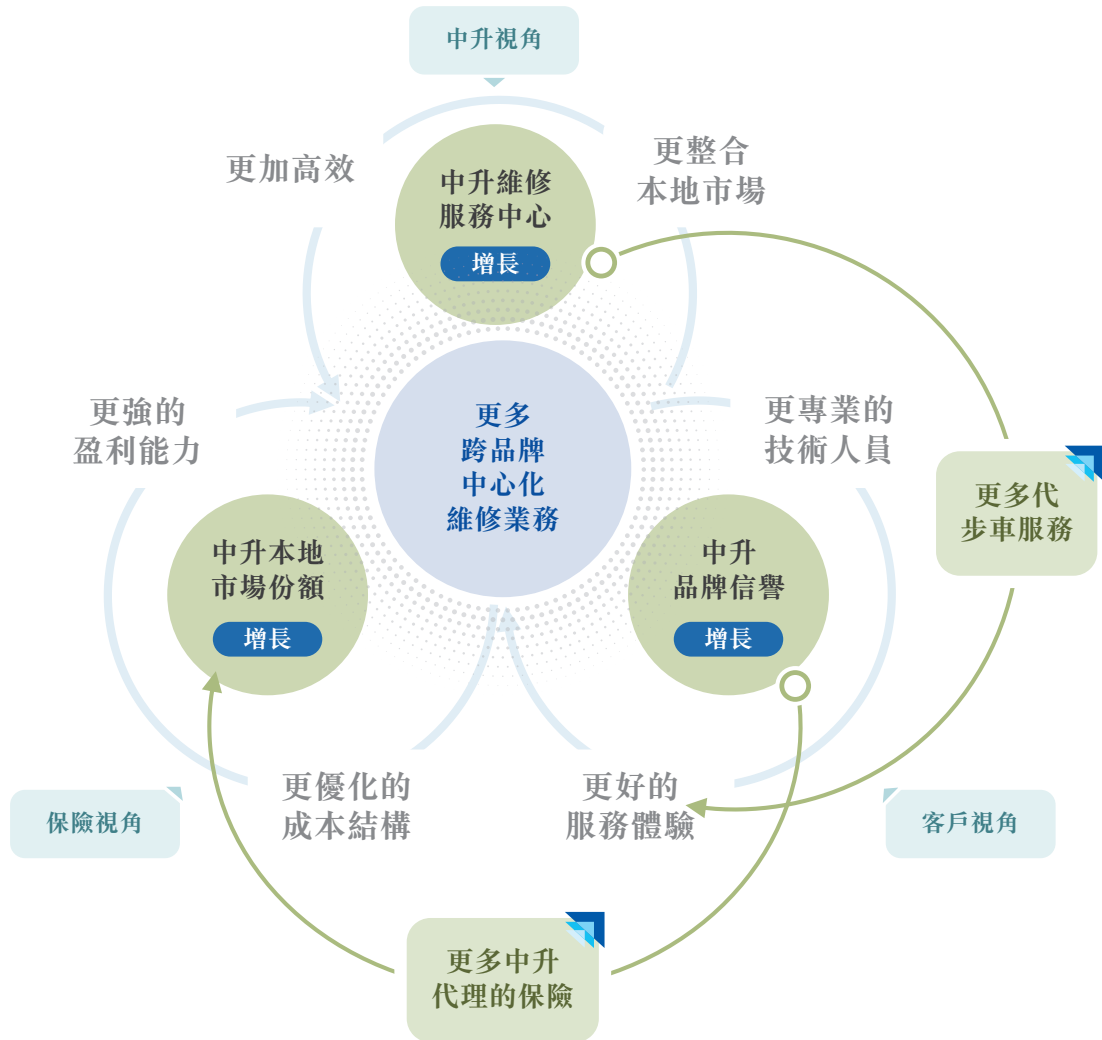 中升視角
更加高效
更整合
本地市場
中升維修
服務中心
增長
更強的
盈利能力
更多
跨品牌
中心化
維修業務
更專業的
技術人員
更多代
步車服務
中升本地
市場份額
增長
中升
品牌信譽
增長
更優化的
成本結構
更好的
服務體驗
保險視角
客戶視角
更多中升
代理的保險